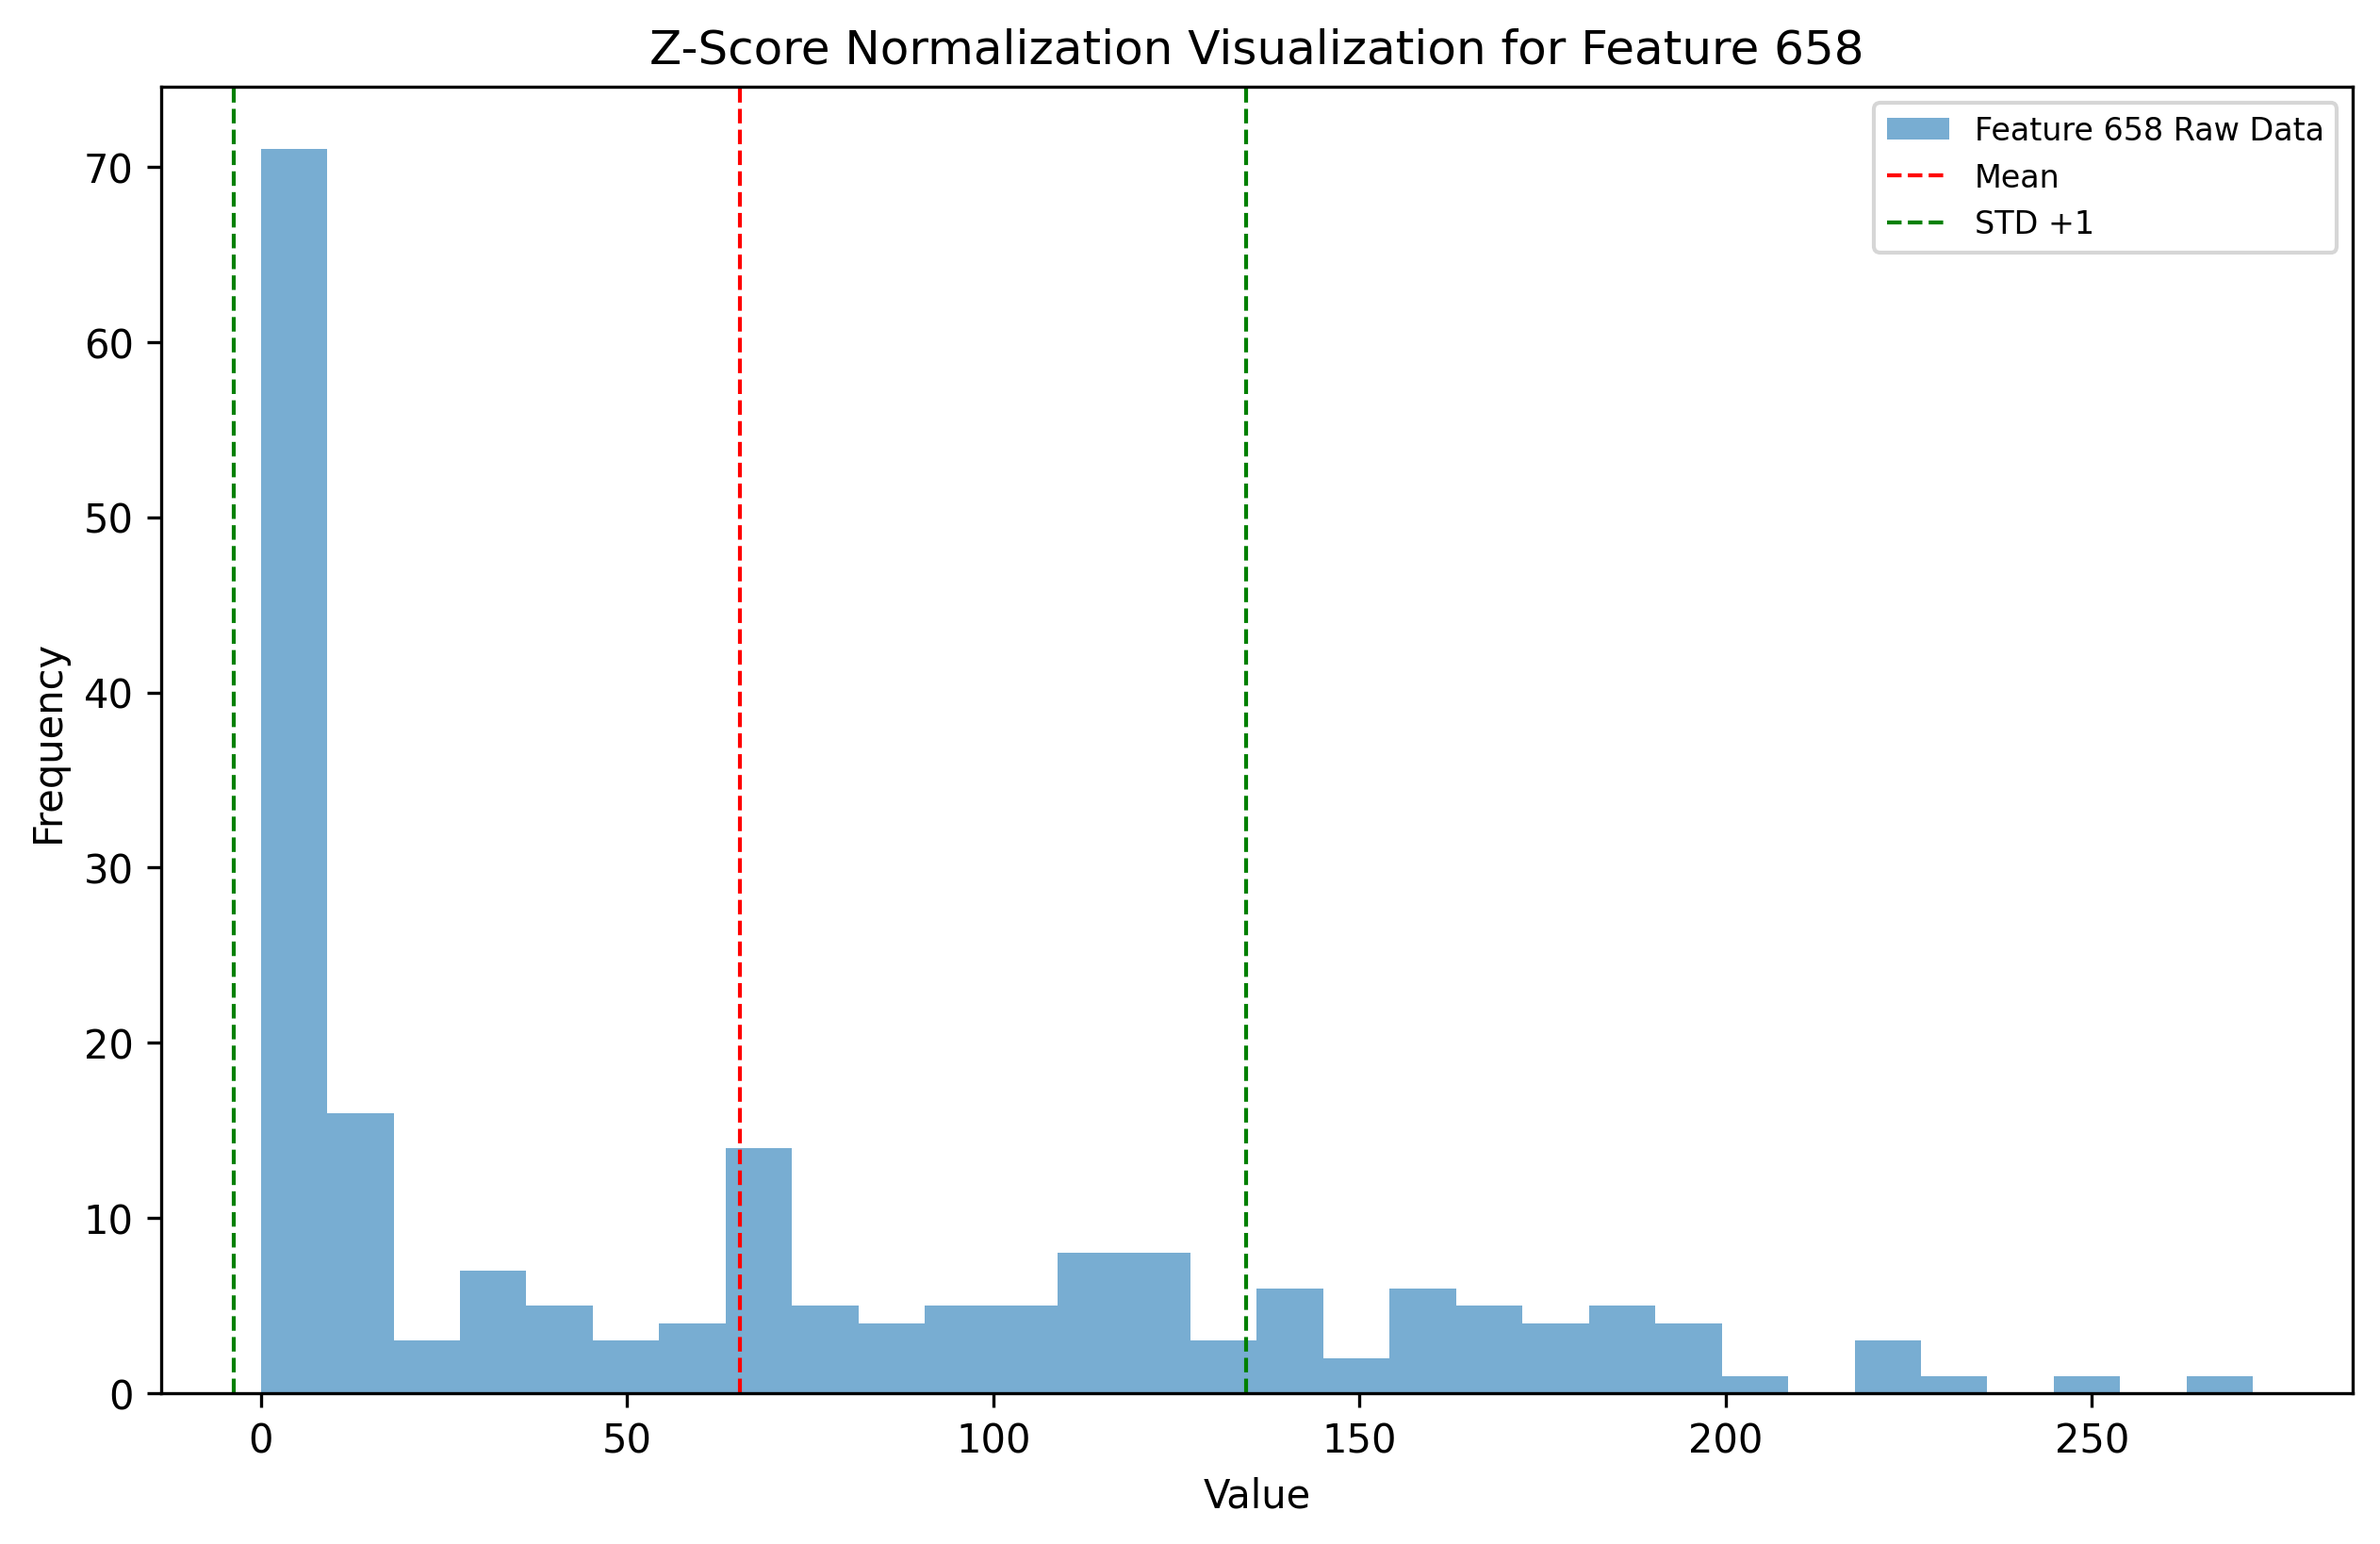 Z-Score Normalization Visualization for Feature 658
Feature 658 Raw Data
Mean
STD +1
Frequency
70
60
50
40
30
20
10
0
0 50 100 150 200 250
Value